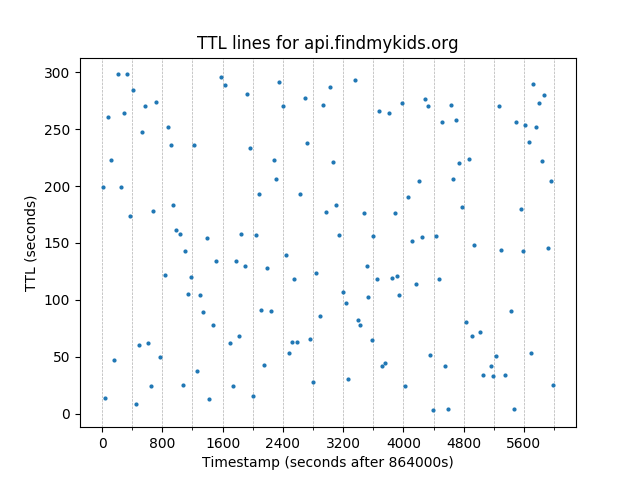 TTL lines for api.findmykids.org
TTL (seconds)
300
250
200
150
100
50
0
0 800 1600 2400 3200 4000 4800 5600
Timestamp (seconds after 864000s)